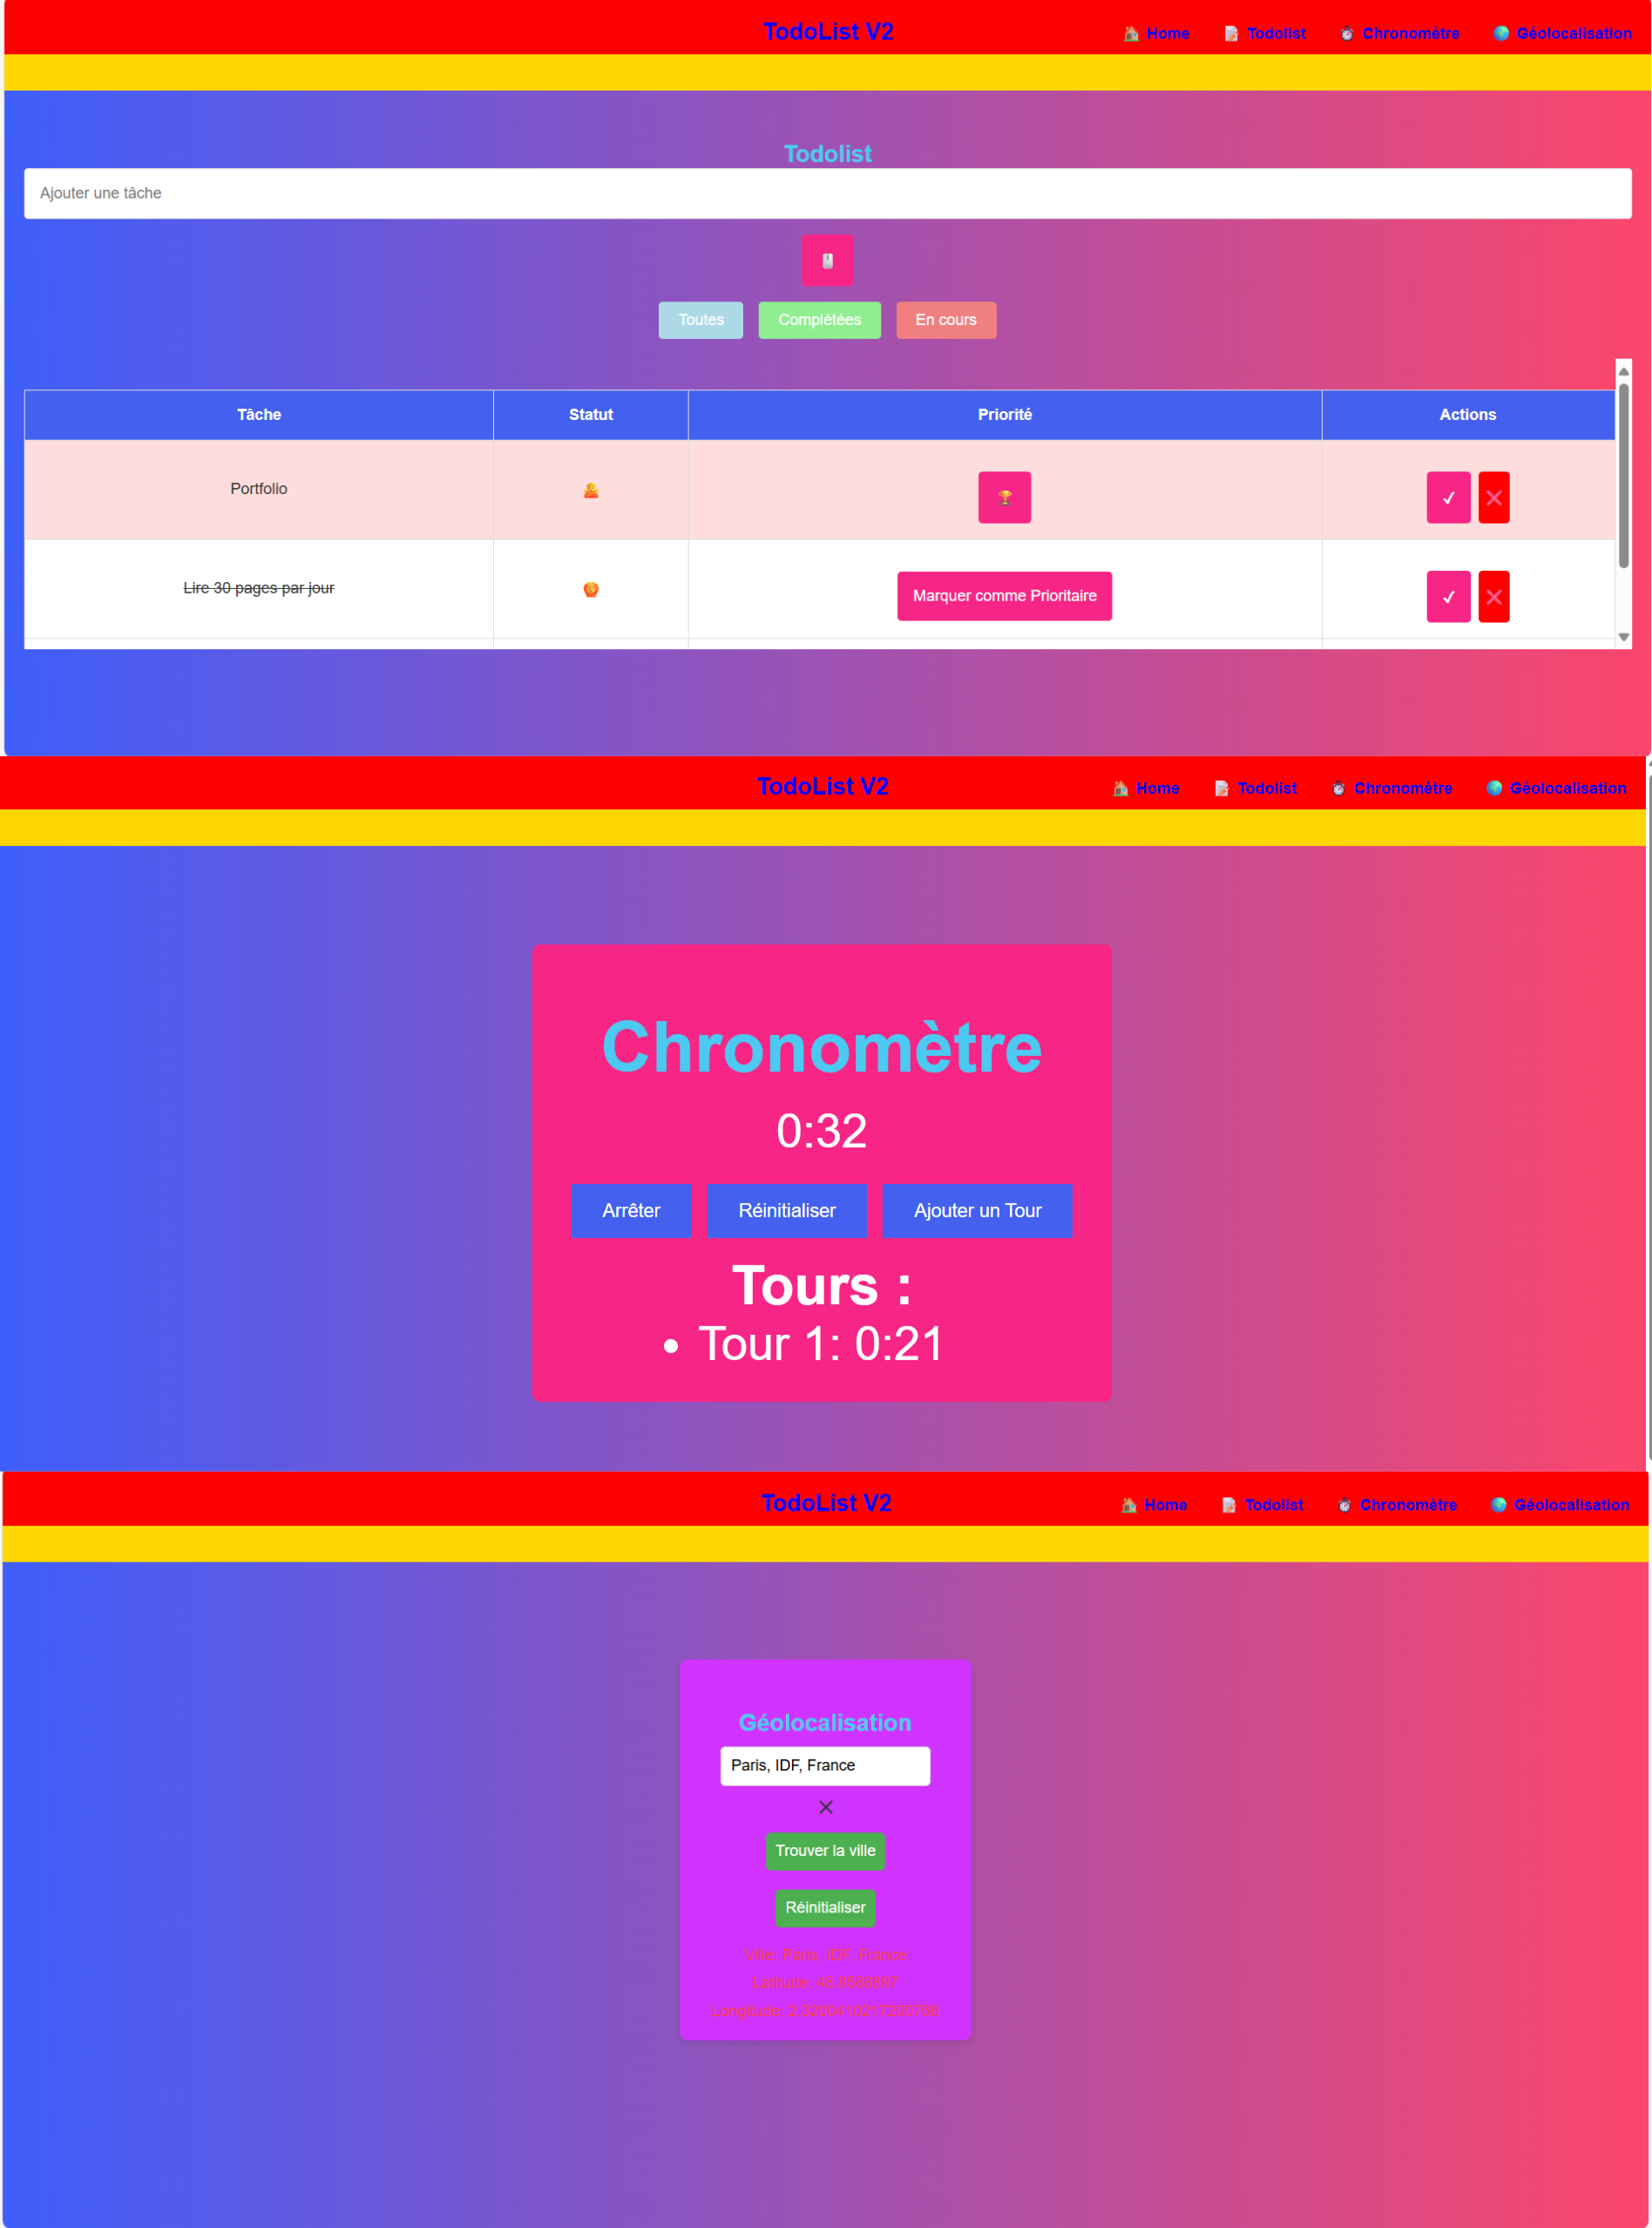 TodoList V2
🏠 Home 📝 Todolist ⏰ Chronomètre 🌍 Géolocalisation
Todolist
Ajouter une tâche
Toutes Complétées En cours
Tâche Statut Priorité Actions
Portfolio
Lire 30 pages par jour
Marquer comme Prioritaire
TodoList V2
🏠 Home 📝 Todolist ⏰ Chronomètre 🌍 Géolocalisation
Chronomètre
0:32
Arrêter Réinitialiser Ajouter un Tour
Tours :
• Tour 1: 0:21
TodoList V2
🏠 Home 📝 Todolist ⏰ Chronomètre 🌍 Géolocalisation
Géolocalisation
Paris, IDF, France
Trouver la ville
Réinitialiser
Ville: Paris, IDF, France
Latitude: 48.8588897
Longitude: 2.3200410217200766